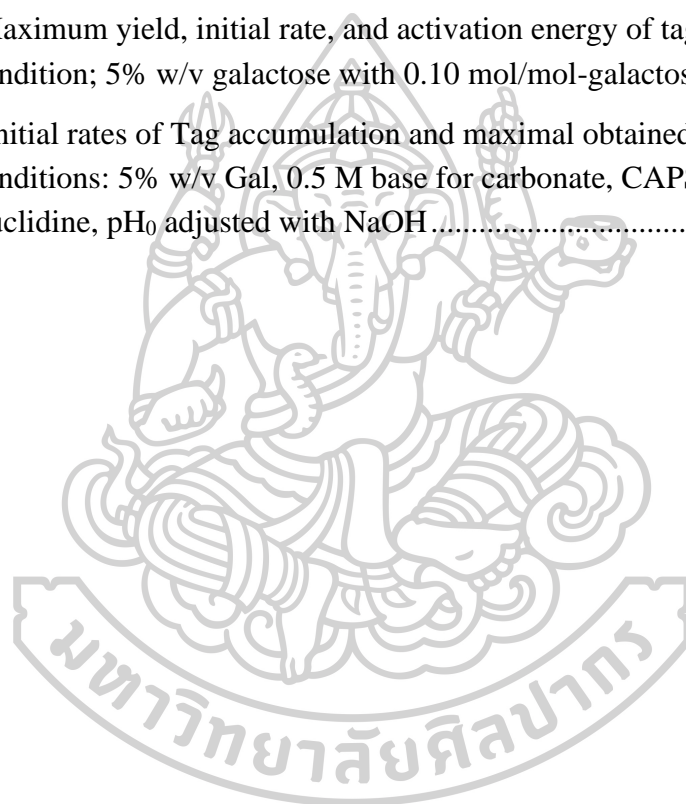 Maximum yield, initial rate, and activation energy of tag
ndition; 5% w/v galactose with 0.10 mol/mol-galactos
nitial rates of Tag accumulation and maximal obtained
nditions: 5% w/v Gal, 0.5 M base for carbonate, CAPS
uclidine, pH₀ adjusted with NaOH................................
มหาวิทยาลัยศิลปากร